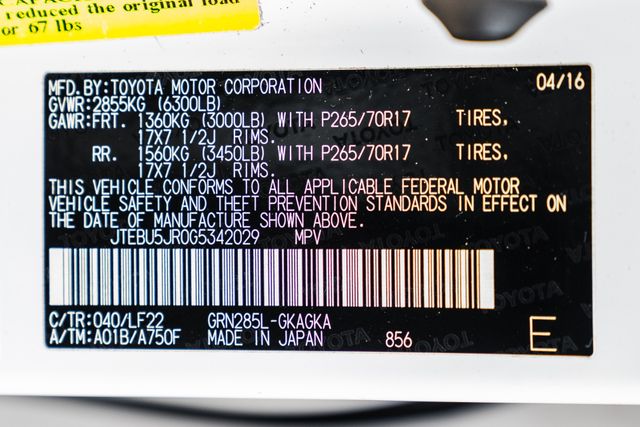 reduced the original load
or 67 lbs
MFD. BY: TOYOTA MOTOR CORPORATION 04/16
GVWR: 2855KG (6300LB)
GAWR: FRT. 1360KG (3000LB) WITH P265/70R17 TIRES,
17X7 1/2J RIMS.
RR. 1560KG (3450LB) WITH P265/70R17 TIRES,
17X7 1/2J RIMS.
THIS VEHICLE CONFORMS TO ALL APPLICABLE FEDERAL MOTOR
VEHICLE SAFETY AND THEFT PREVENTION STANDARDS IN EFFECT ON
THE DATE OF MANUFACTURE SHOWN ABOVE.
JTEBU5JR0G5342029 MPV
C/TR: 040/LF22 GRN285L-GKAGKA
A/TM: A01B/A750F MADE IN JAPAN 856 E